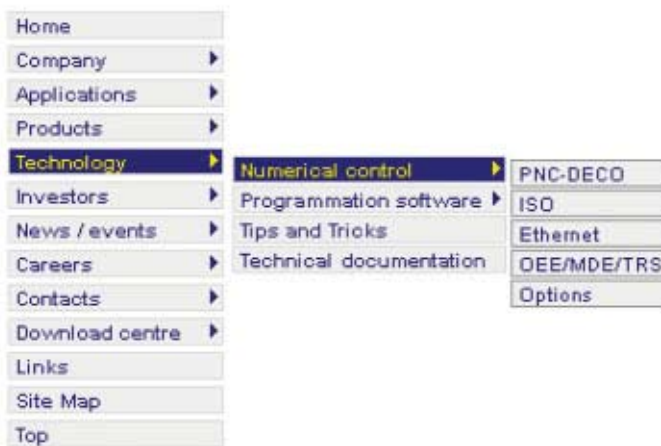 Home
Company
Applications
Products
Technology
Investors
News / events
Careers
Contacts
Download centre
Links
Site Map
Top
Numerical control
Programmation software
Tips and Tricks
Technical documentation
PNC-DECO
ISO
Ethernet
OEE/MDE/TRS
Options